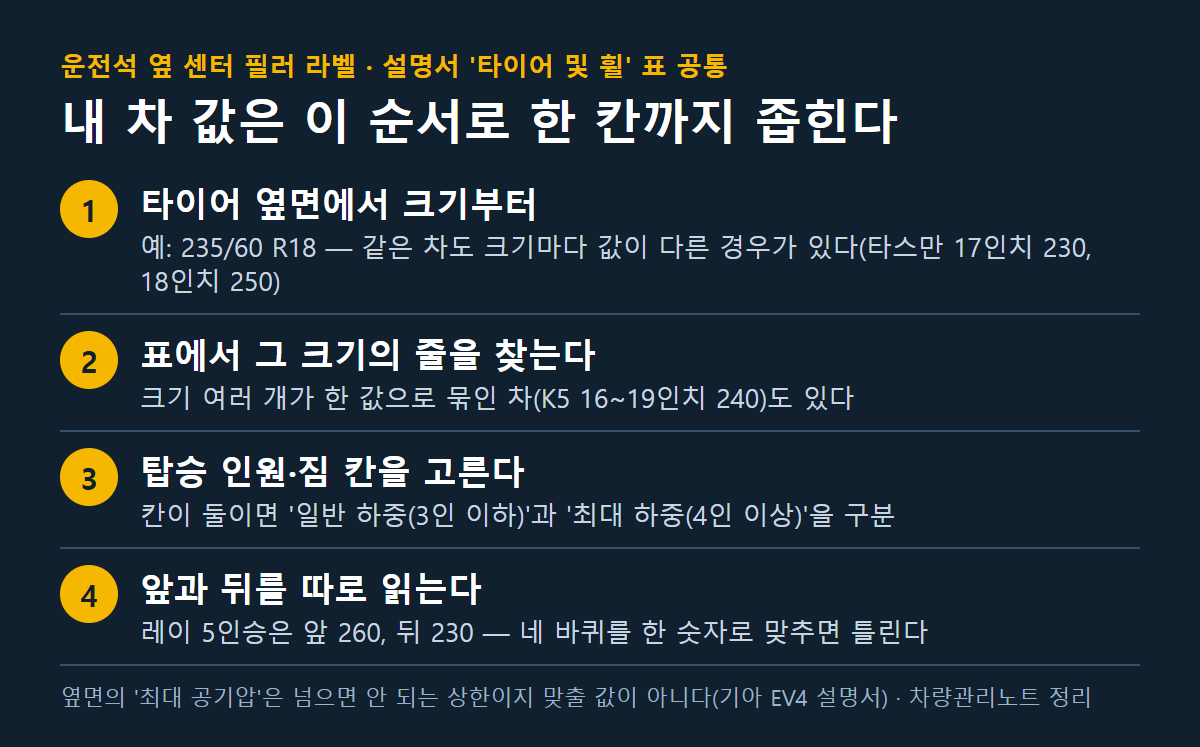 운전석 옆 센터 필러 라벨 · 설명서 '타이어 및 휠' 표 공통
내 차 값은 이 순서로 한 칸까지 좁힌다
1
타이어 옆면에서 크기부터
예: 235/60 R18 — 같은 차도 크기마다 값이 다른 경우가 있다(타스만 17인치 230,
18인치 250)
2
표에서 그 크기의 줄을 찾는다
크기 여러 개가 한 값으로 묶인 차(K5 16~19인치 240)도 있다
3
탑승 인원·짐 칸을 고른다
칸이 둘이면 '일반 하중(3인 이하)'과 '최대 하중(4인 이상)'을 구분
4
앞과 뒤를 따로 읽는다
레이 5인승은 앞 260, 뒤 230 — 네 바퀴를 한 숫자로 맞추면 틀린다
옆면의 '최대 공기압'은 넘으면 안 되는 상한이지 맞출 값이 아니다(기아 EV4 설명서) · 차량관리노트 정리